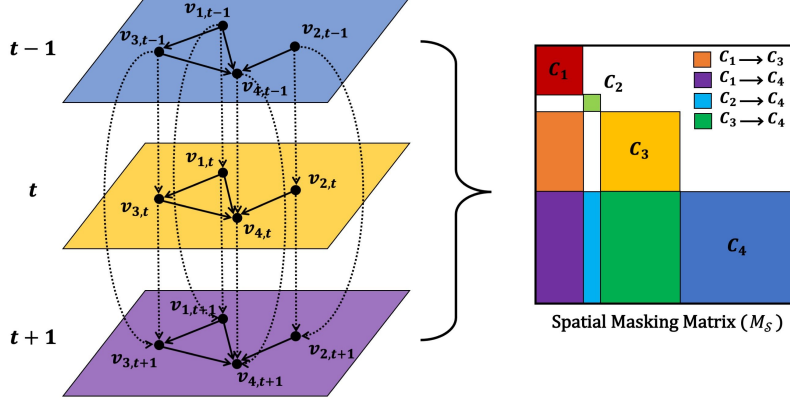 t − 1
v₁,ₜ₋₁
v₃,ₜ₋₁
v₂,ₜ₋₁
v₄,ₜ₋₁
t
v₁,ₜ
v₂,ₜ
v₃,ₜ
v₄,ₜ
t + 1
v₁,ₜ₊₁
v₃,ₜ₊₁
v₂,ₜ₊₁
v₄,ₜ₊₁
C₁
C₂
C₃
C₄
C₁ → C₃
C₁ → C₄
C₂ → C₄
C₃ → C₄
Spatial Masking Matrix (M_𝒮)